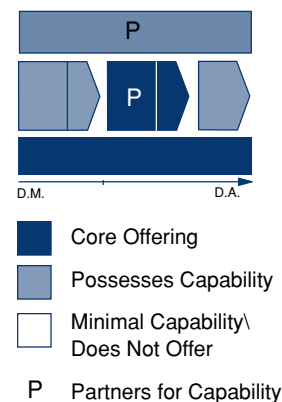 P
P
D.M. D.A.
Core Offering
Possesses Capability
Minimal Capability\
Does Not Offer
P Partners for Capability